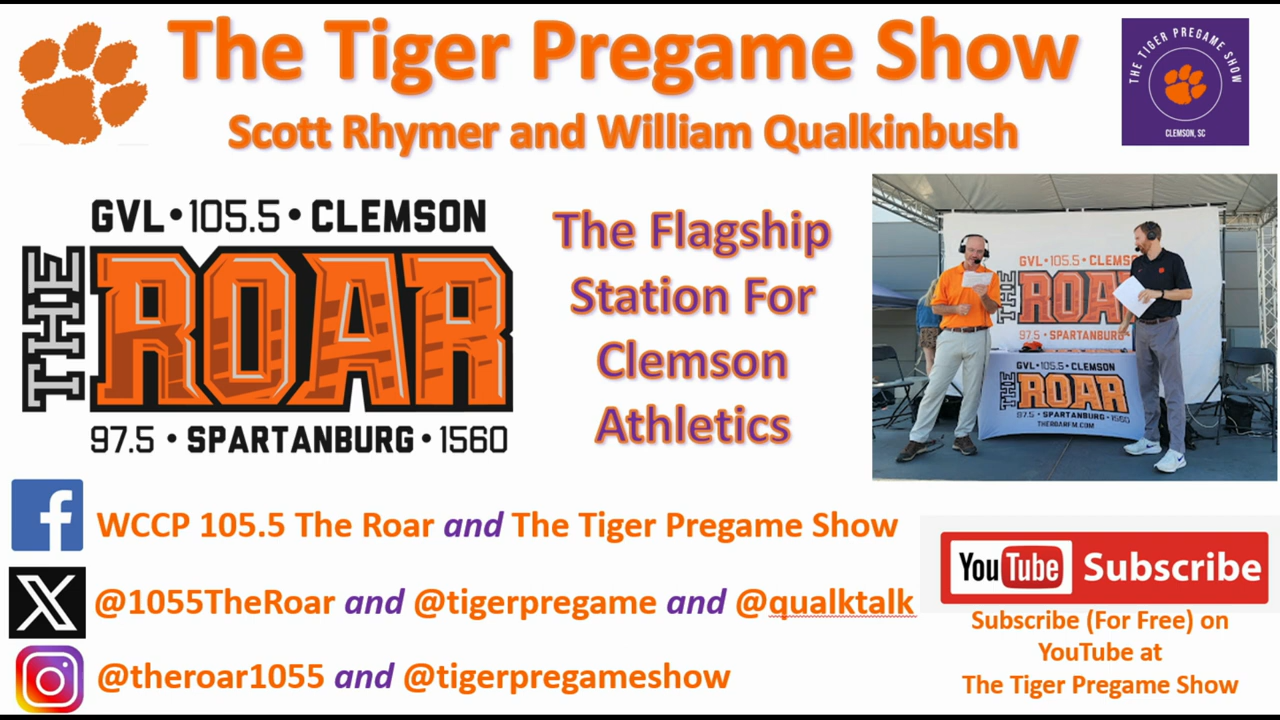 The Tiger Pregame Show
Scott Rhymer and William Qualkinbush
THE TIGER PREGAME SHOW
CLEMSON, SC
GVL•105.5•CLEMSON
THE ROAR
97.5 • SPARTANBURG • 1560
The Flagship
Station For
Clemson
Athletics
GVL•105.5•CLEMS
THE ROA
97.5 • SPARTANBURG
GVL•105.5•CLEMSON
THE ROAR
97.5 • SPARTANBURG • 1560
THEROARFM.COM
WCCP 105.5 The Roar and The Tiger Pregame Show
@1055TheRoar and @tigerpregame and @qualktalk
@theroar1055 and @tigerpregameshow
YouTube Subscribe
Subscribe (For Free) on
YouTube at
The Tiger Pregame Show